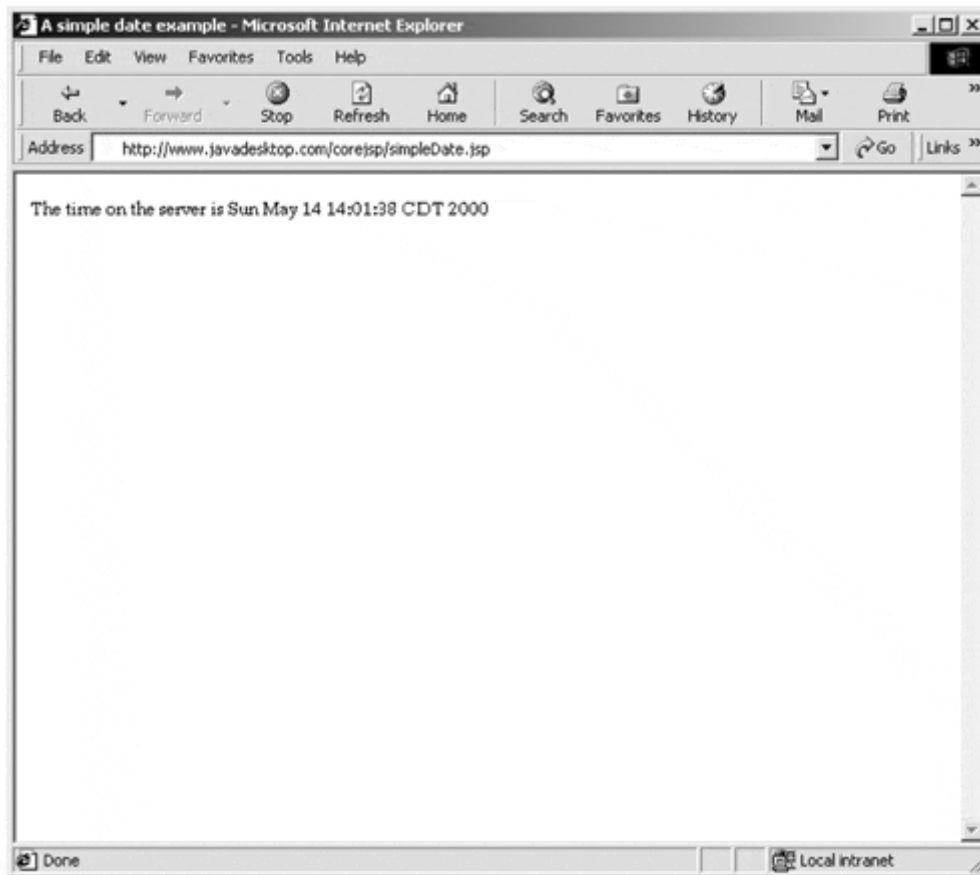 A simple date example - Microsoft Internet Explorer
File Edit View Favorites Tools Help
Back Forward Stop Refresh Home Search Favorites History Mail Print
Address http://www.javadesktop.com/corejsp/simpleDate.jsp Go Links
The time on the server is Sun May 14 14:01:38 CDT 2000
Done Local intranet